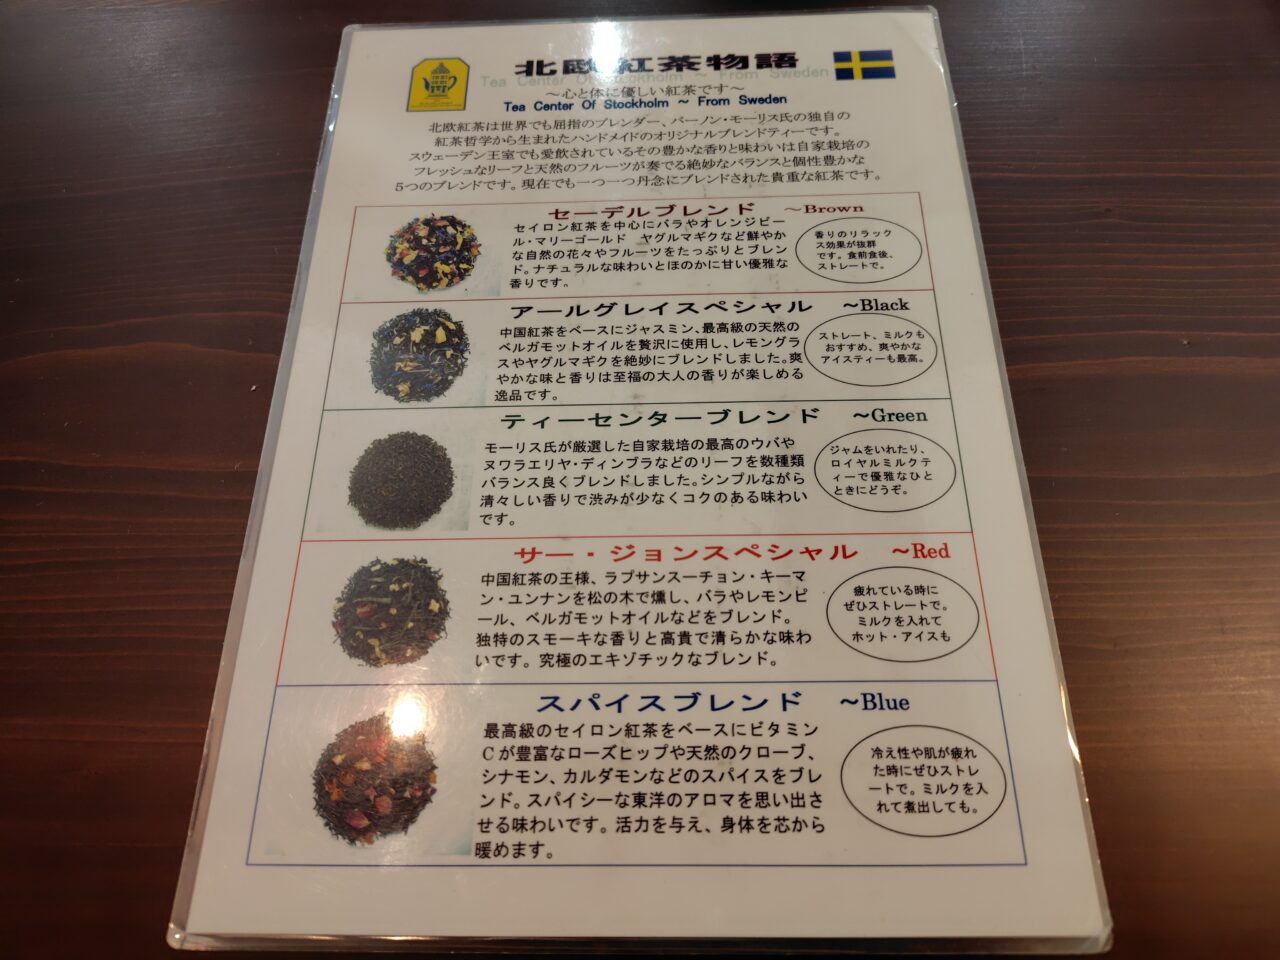 北欧紅茶物語
Tea Center Of Stockholm ~ From Sweden
～心と体に優しい紅茶です～
Tea Center Of Stockholm ~ From Sweden
北欧紅茶は世界でも屈指のブレンダー、バーノン・モーリス氏の独自の
紅茶哲学から生まれたハンドメイドのオリジナルブレンドティーです。
スウェーデン王室でも愛飲されているその豊かな香りと味わいは自家栽培の
フレッシュなリーフと天然のフルーツが奏でる絶妙なバランスと個性豊かな
5つのブレンドです。現在でも一つ一つ丹念にブレンドされた貴重な紅茶です。
セーデルブレンド ～Brown
セイロン紅茶を中心にバラやオレンジピー
ル・マリーゴールド ヤグルマギクなど鮮やか
な自然の花々やフルーツをたっぷりとブレン
ド。ナチュラルな味わいとほのかに甘い優雅な
香りです。
香りのリラック
ス効果が抜群
です。食前食後、
ストレートで。
アールグレイスペシャル ～Black
中国紅茶をベースにジャスミン、最高級の天然の
ベルガモットオイルを贅沢に使用し、レモングラ
スやヤグルマギクを絶妙にブレンドしました。爽
やかな味と香りは至福の大人の香りが楽しめる
逸品です。
ストレート、ミルクも
おすすめ、爽やかな
アイスティーも最高。
ティーセンターブレンド ～Green
モーリス氏が厳選した自家栽培の最高のウバや
ヌワラエリヤ・ディンブラなどのリーフを数種類
バランス良くブレンドしました。シンプルながら
清々しい香りで渋みが少なくコクのある味わい
です。
ジャムをいれたり、
ロイヤルミルクテ
ィーで優雅なひと
ときにどうぞ。
サー・ジョンスペシャル ～Red
中国紅茶の王様、ラプサンスーチョン・キーマ
ン・ユンナンを松の木で燻し、バラやレモンピ
ール、ベルガモットオイルなどをブレンド。
独特のスモーキな香りと高貴で清らかな味わ
いです。究極のエキゾチックなブレンド。
疲れている時に
ぜひストレートで。
ミルクを入れて
ホット・アイスも
スパイスブレンド ～Blue
最高級のセイロン紅茶をベースにビタミン
Cが豊富なローズヒップや天然のクローブ、
シナモン、カルダモンなどのスパイスをブレ
ンド。スパイシーな東洋のアロマを思い出さ
せる味わいです。活力を与え、身体を芯から
暖めます。
冷え性や肌が疲れ
た時にぜひストレ
ートで。ミルクを入
れて煮出しても。